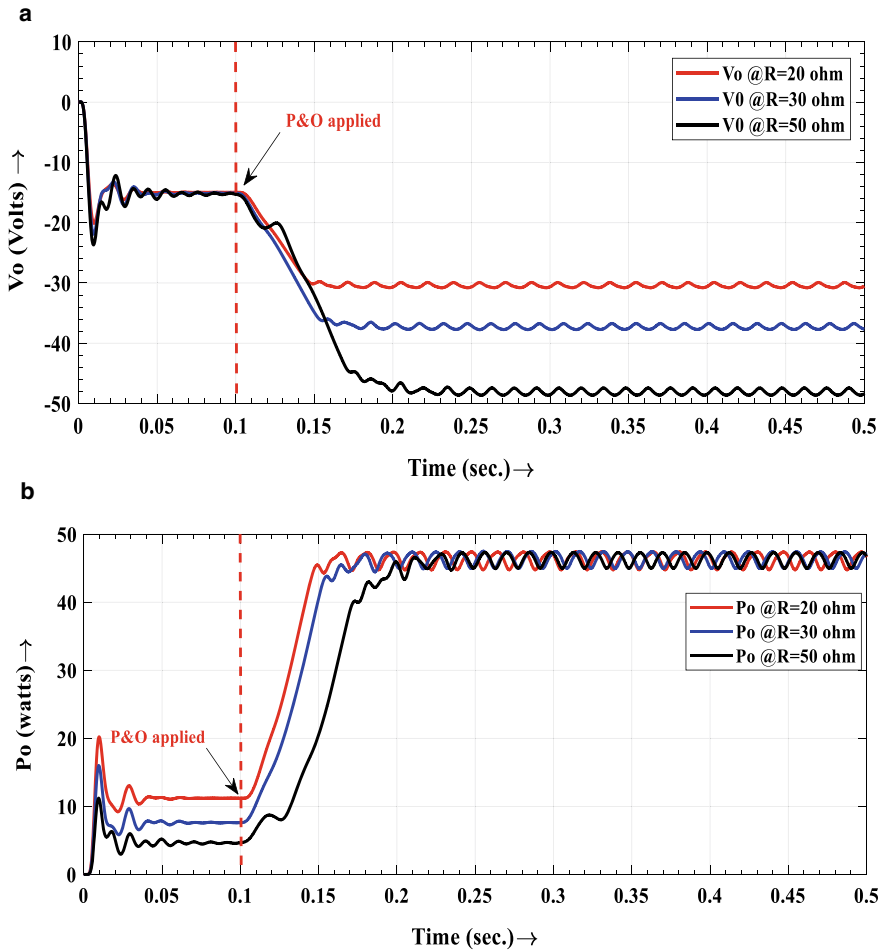 a
10
0
-10
-20
-30
-40
-50
Vo (Volts) →
Vo @R=20 ohm
V0 @R=30 ohm
V0 @R=50 ohm
P&O applied
0 0.05 0.1 0.15 0.2 0.25 0.3 0.35 0.4 0.45 0.5
Time (sec.)→
b
50
40
30
20
10
0
Po (watts)→
Po @R=20 ohm
Po @R=30 ohm
Po @R=50 ohm
P&O applied
0 0.05 0.1 0.15 0.2 0.25 0.3 0.35 0.4 0.45 0.5
Time (sec.)→